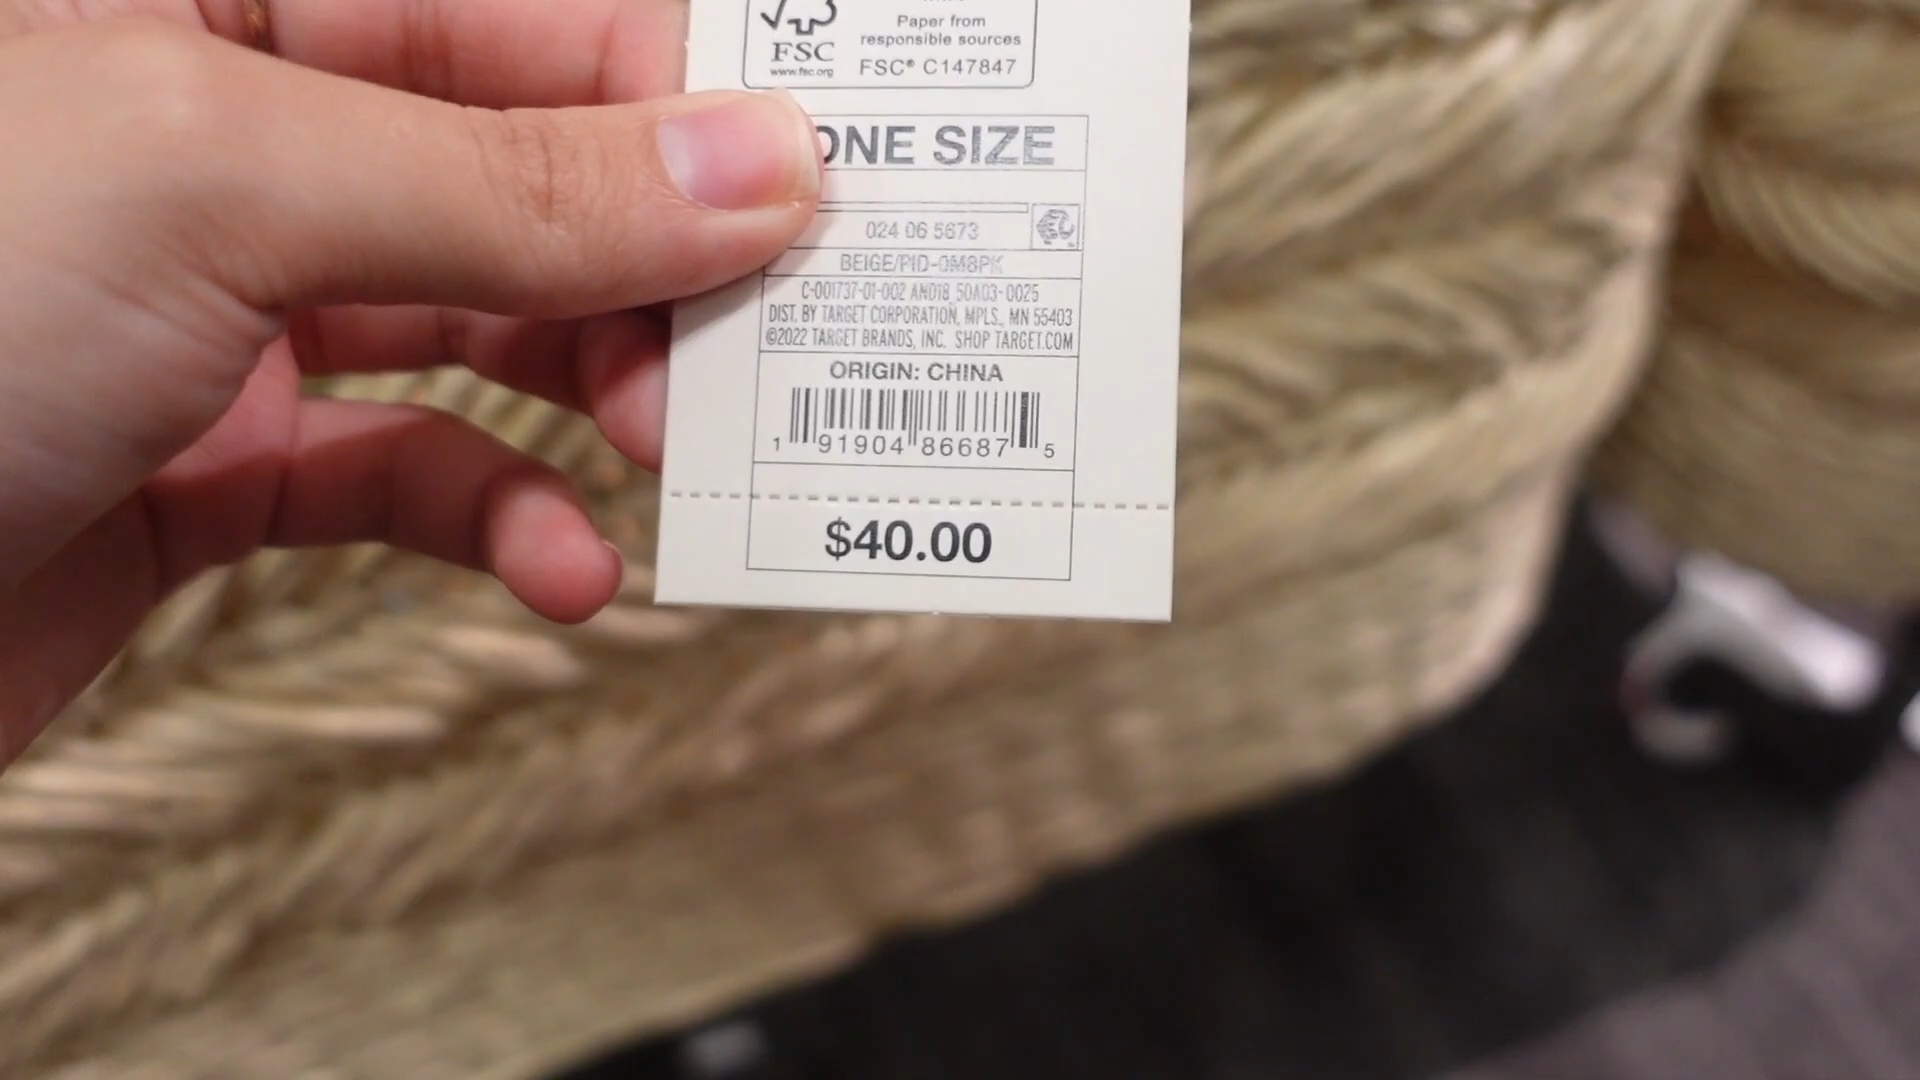 Paper from
responsible sources
FSC
www.fsc.org
FSC® C147847
ONE SIZE
024 06 5673
BEIGE/PID-0M8PK
C-001737-01-002 AND18 50A03-0025
DIST. BY TARGET CORPORATION, MPLS., MN 55403
©2022 TARGET BRANDS, INC. SHOP TARGET.COM
ORIGIN: CHINA
1 91904 86687 5
$40.00